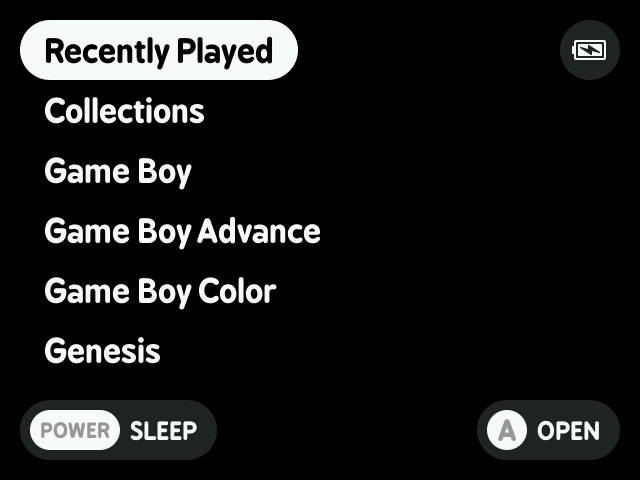 Recently Played
Collections
Game Boy
Game Boy Advance
Game Boy Color
Genesis
POWER SLEEP
A OPEN